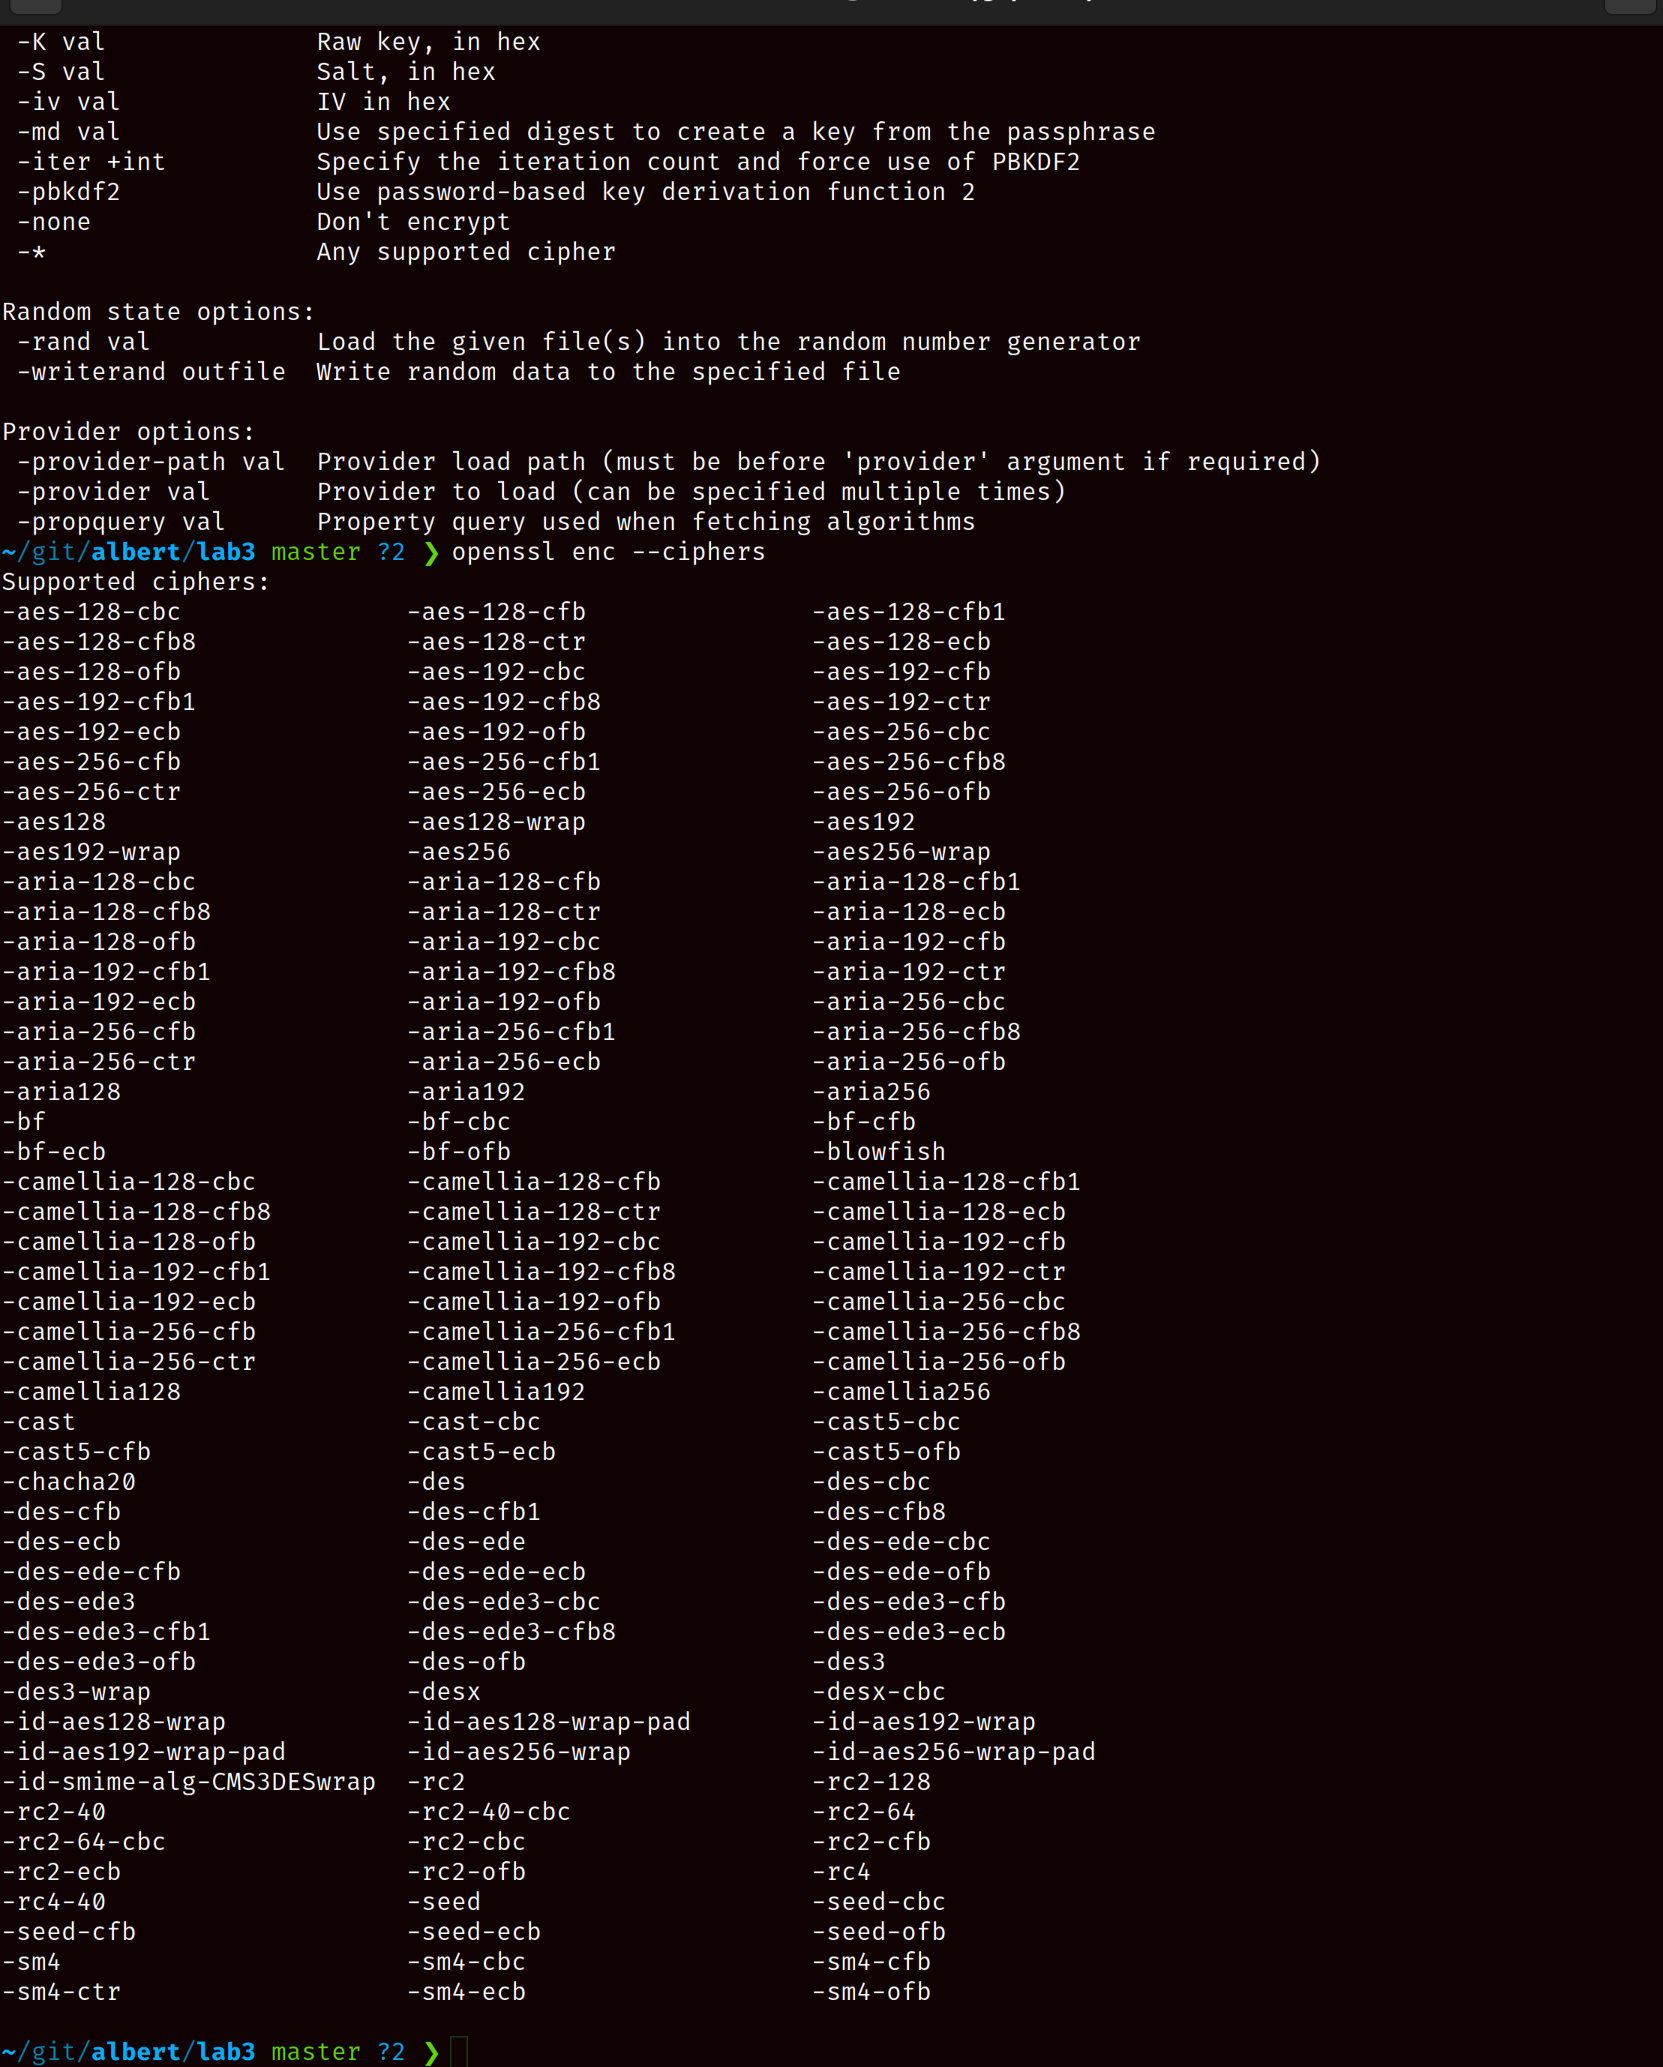 -K val              Raw key, in hex
 -S val              Salt, in hex
 -iv val             IV in hex
 -md val             Use specified digest to create a key from the passphrase
 -iter +int          Specify the iteration count and force use of PBKDF2
 -pbkdf2             Use password-based key derivation function 2
 -none               Don't encrypt
 -*                  Any supported cipher

Random state options:
 -rand val           Load the given file(s) into the random number generator
 -writerand outfile  Write random data to the specified file

Provider options:
 -provider-path val  Provider load path (must be before 'provider' argument if required)
 -provider val       Provider to load (can be specified multiple times)
 -propquery val      Property query used when fetching algorithms
~/git/albert/lab3 master ?2 ❯ openssl enc --ciphers
Supported ciphers:
-aes-128-cbc               -aes-128-cfb               -aes-128-cfb1
-aes-128-cfb8              -aes-128-ctr               -aes-128-ecb
-aes-128-ofb               -aes-192-cbc               -aes-192-cfb
-aes-192-cfb1              -aes-192-cfb8              -aes-192-ctr
-aes-192-ecb               -aes-192-ofb               -aes-256-cbc
-aes-256-cfb               -aes-256-cfb1              -aes-256-cfb8
-aes-256-ctr               -aes-256-ecb               -aes-256-ofb
-aes128                    -aes128-wrap               -aes192
-aes192-wrap               -aes256                    -aes256-wrap
-aria-128-cbc              -aria-128-cfb              -aria-128-cfb1
-aria-128-cfb8             -aria-128-ctr              -aria-128-ecb
-aria-128-ofb              -aria-192-cbc              -aria-192-cfb
-aria-192-cfb1             -aria-192-cfb8             -aria-192-ctr
-aria-192-ecb              -aria-192-ofb              -aria-256-cbc
-aria-256-cfb              -aria-256-cfb1             -aria-256-cfb8
-aria-256-ctr              -aria-256-ecb              -aria-256-ofb
-aria128                   -aria192                   -aria256
-bf                        -bf-cbc                    -bf-cfb
-bf-ecb                    -bf-ofb                    -blowfish
-camellia-128-cbc          -camellia-128-cfb          -camellia-128-cfb1
-camellia-128-cfb8         -camellia-128-ctr          -camellia-128-ecb
-camellia-128-ofb          -camellia-192-cbc          -camellia-192-cfb
-camellia-192-cfb1         -camellia-192-cfb8         -camellia-192-ctr
-camellia-192-ecb          -camellia-192-ofb          -camellia-256-cbc
-camellia-256-cfb          -camellia-256-cfb1         -camellia-256-cfb8
-camellia-256-ctr          -camellia-256-ecb          -camellia-256-ofb
-camellia128               -camellia192               -camellia256
-cast                      -cast-cbc                  -cast5-cbc
-cast5-cfb                 -cast5-ecb                 -cast5-ofb
-chacha20                  -des                       -des-cbc
-des-cfb                   -des-cfb1                  -des-cfb8
-des-ecb                   -des-ede                   -des-ede-cbc
-des-ede-cfb               -des-ede-ecb               -des-ede-ofb
-des-ede3                  -des-ede3-cbc              -des-ede3-cfb
-des-ede3-cfb1             -des-ede3-cfb8             -des-ede3-ecb
-des-ede3-ofb              -des-ofb                   -des3
-des3-wrap                 -desx                      -desx-cbc
-id-aes128-wrap            -id-aes128-wrap-pad        -id-aes192-wrap
-id-aes192-wrap-pad        -id-aes256-wrap            -id-aes256-wrap-pad
-id-smime-alg-CMS3DESwrap  -rc2                       -rc2-128
-rc2-40                    -rc2-40-cbc                -rc2-64
-rc2-64-cbc                -rc2-cbc                   -rc2-cfb
-rc2-ecb                   -rc2-ofb                   -rc4
-rc4-40                    -seed                      -seed-cbc
-seed-cfb                  -seed-ecb                  -seed-ofb
-sm4                       -sm4-cbc                   -sm4-cfb
-sm4-ctr                   -sm4-ecb                   -sm4-ofb

~/git/albert/lab3 master ?2 ❯